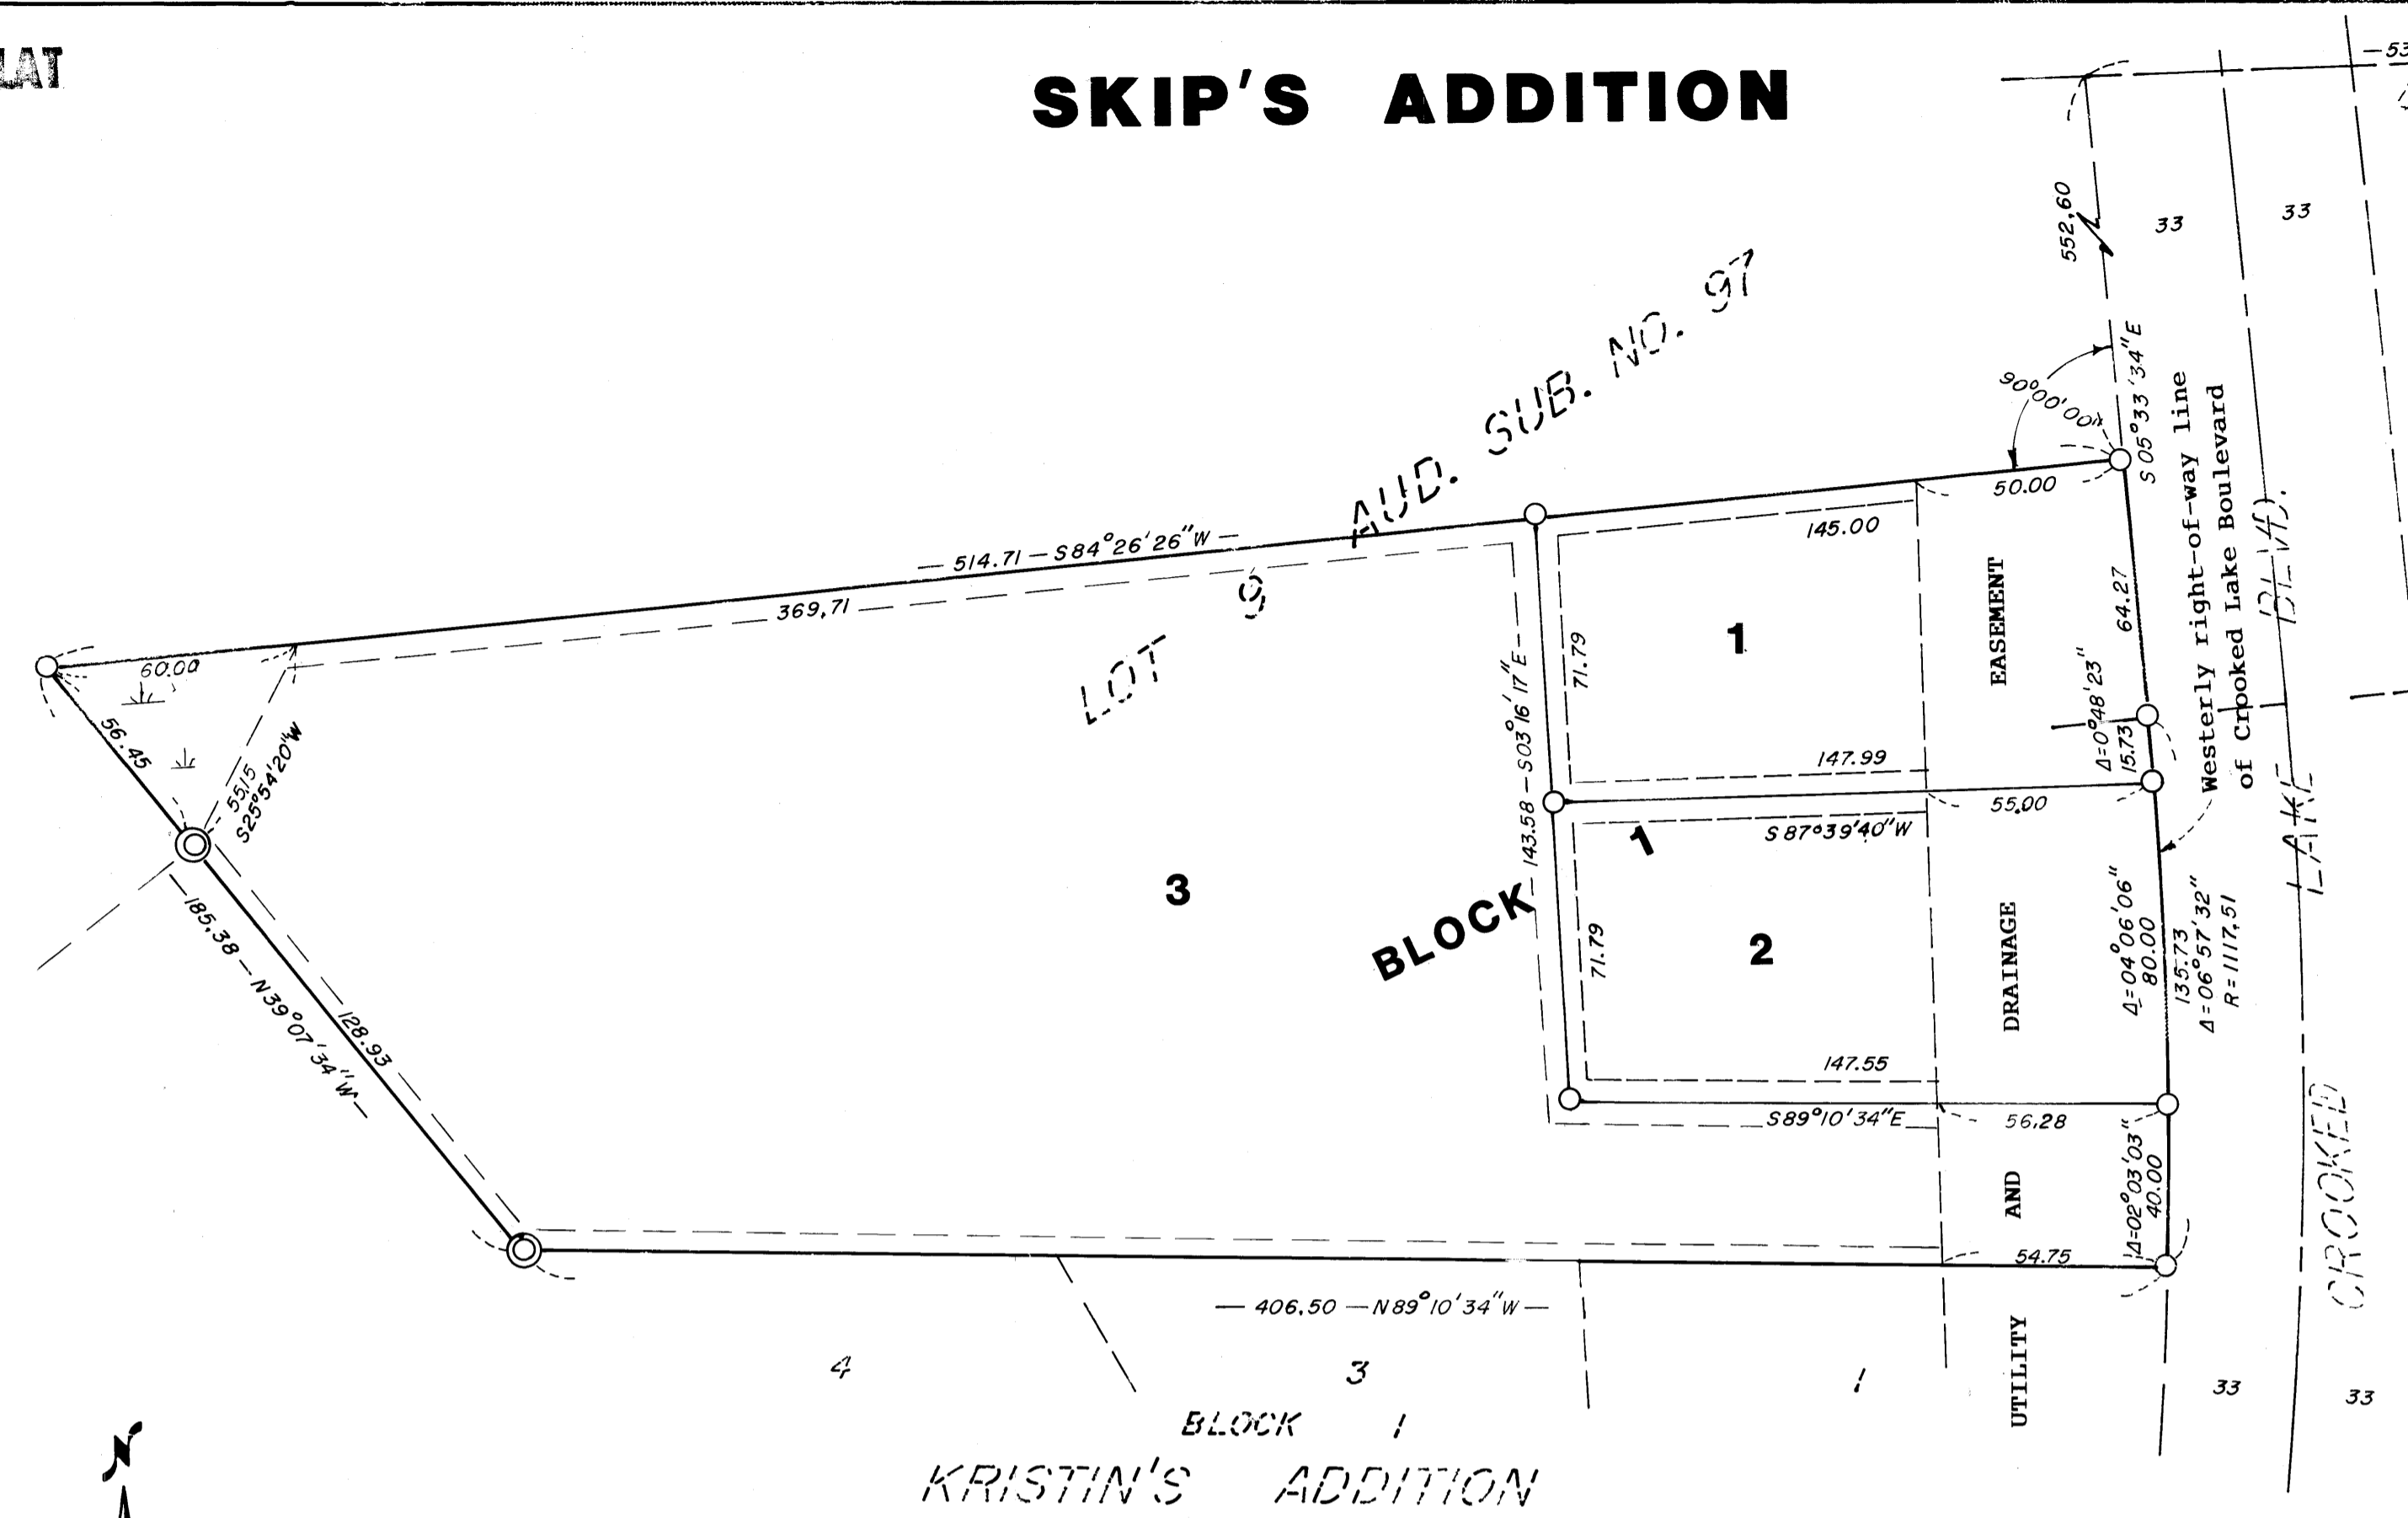 LAT
SKIP'S ADDITION
552.60
33
33
AUD. SUB. NO. 97
90°00'00"
S05°33'34"E
Westerly right-of-way line
of Crooked Lake Boulevard
50.00
145.00
— 514.71 — S84°26'26"W —
369.71
LOT 9
60.00
56.45
55.15
S25°54'20"W
1
71.79
143.58 — S03°16'17"E —
EASEMENT
64.27
Δ=0°48'23"
15.73
147.99
55.00
S87°39'40"W
BLOCK 1
3
2
71.79
DRAINAGE
Δ=04°06'06"
80.00
135.73
Δ=06°57'32"
R=1117.51
185.38 — N39°07'34"W —
128.93
147.55
S89°10'34"E
56.28
AND
Δ=02°03'03"
40.00
54.75
— 406.50 — N89°10'34"W —
UTILITY
CROOKED LAKE BLVD.
4
3
1
33
33
BLOCK 1
KRISTIN'S ADDITION
N